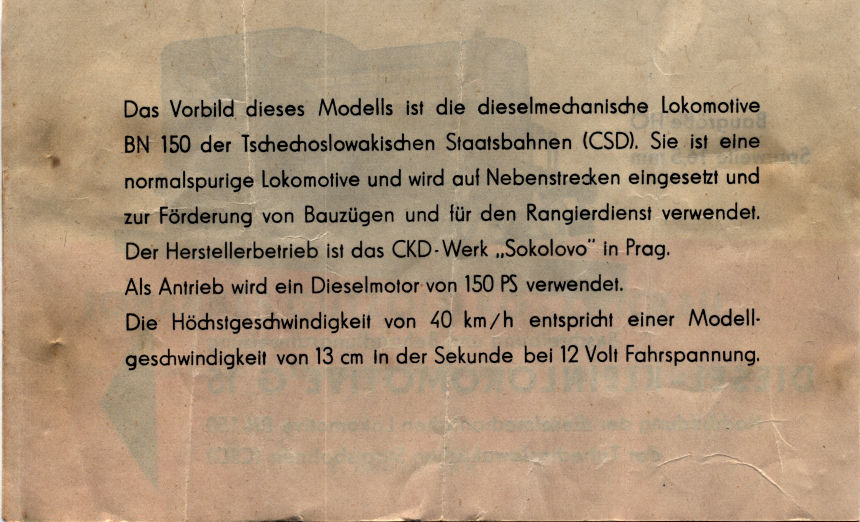 Das Vorbild dieses Modells ist die dieselmechanische Lokomotive
BN 150 der Tschechoslowakischen Staatsbahnen (CSD). Sie ist eine
normalspurige Lokomotive und wird auf Nebenstrecken eingesetzt und
zur Förderung von Bauzügen und für den Rangierdienst verwendet.
Der Herstellerbetrieb ist das CKD-Werk „Sokolovo" in Prag.
Als Antrieb wird ein Dieselmotor von 150 PS verwendet.
Die Höchstgeschwindigkeit von 40 km/h entspricht einer Modell-
geschwindigkeit von 13 cm in der Sekunde bei 12 Volt Fahrspannung.